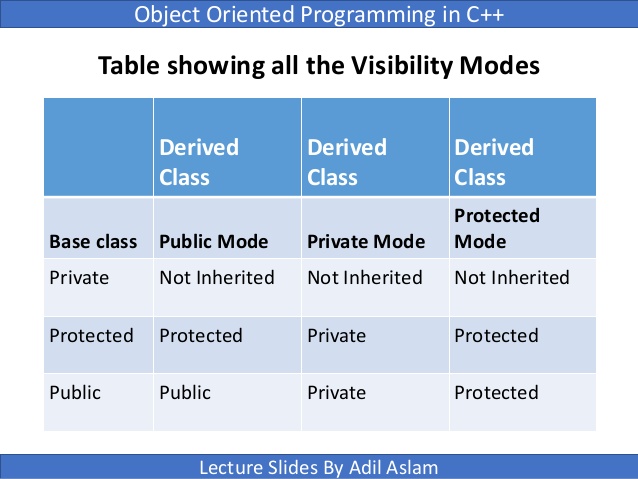 Object Oriented Programming in C++
Table showing all the Visibility Modes
Derived Class Derived Class Derived Class
Base class Public Mode Private Mode Protected Mode
Private Not Inherited Not Inherited Not Inherited
Protected Protected Private Protected
Public Public Private Protected
Lecture Slides By Adil Aslam